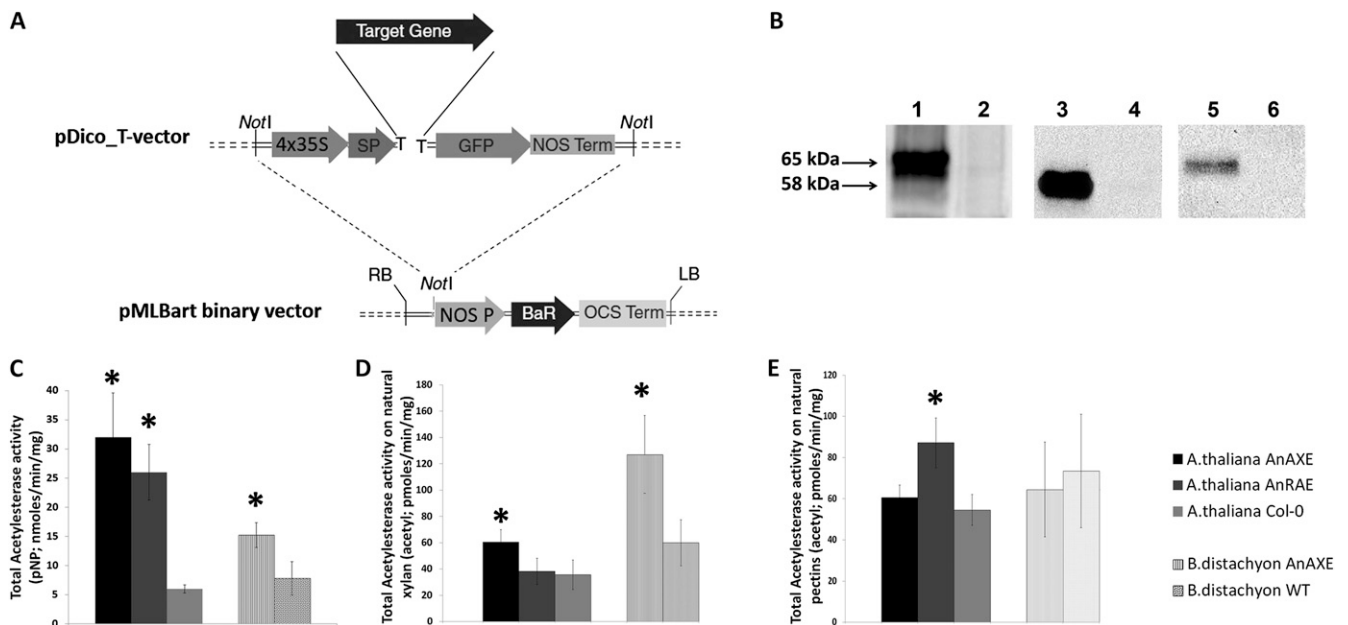 A
Target Gene
pDico_T-vector
NotI
4x35S
SP
T
T
GFP
NOS Term
NotI
RB
NotI
LB
pMLBart binary vector
NOS P
BaR
OCS Term
B
1 2 3 4 5 6
65 kDa
58 kDa
C
Total Acetylesterase activity
(pNP; nmoles/min/mg)
40
35
30
25
20
15
10
5
0
* * *
D
Total Acetylesterase activity on natural
xylan (acetyl; pmoles/min/mg)
180
160
140
120
100
80
60
40
20
0
* *
E
Total Acetylesterase activity on natural
pectins (acetyl; pmoles/min/mg)
120
100
80
60
40
20
0
*
A.thaliana AnAXE
A.thaliana AnRAE
A.thaliana Col-0
B.distachyon AnAXE
B.distachyon WT